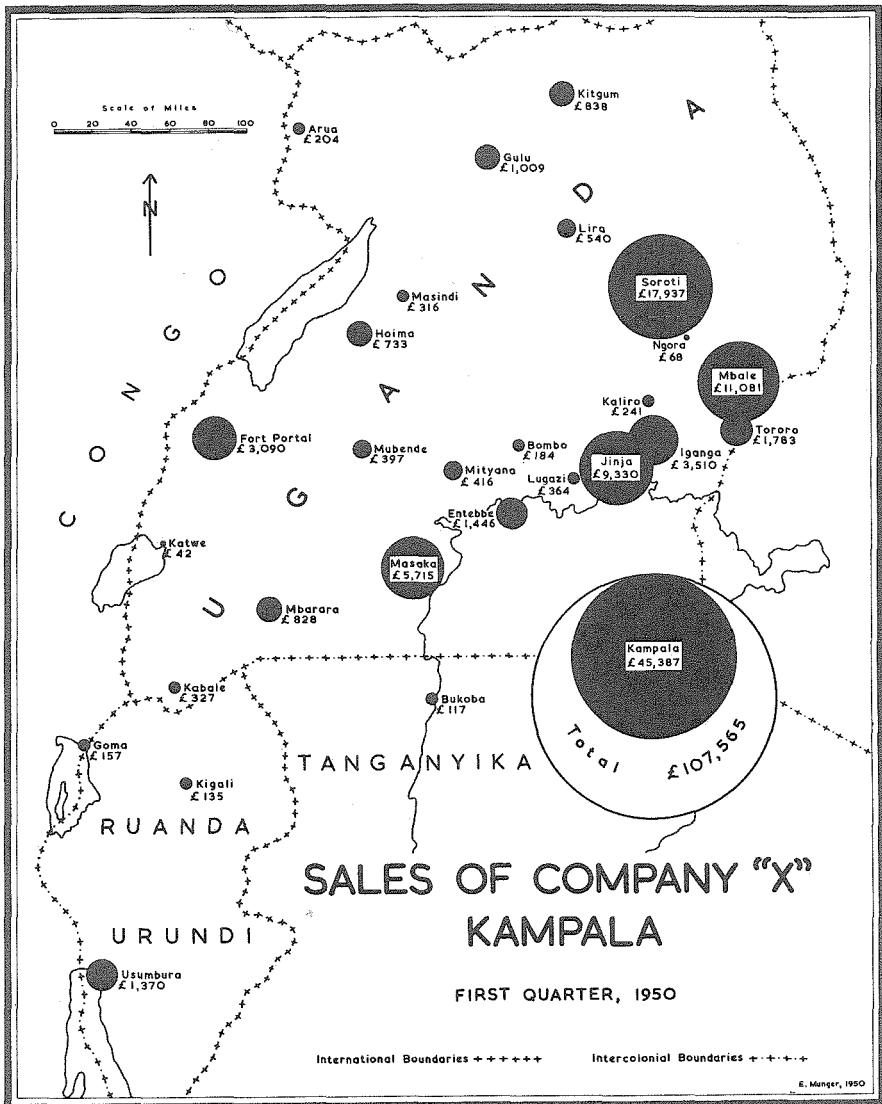 Scale of Miles
0 20 40 60 80 100
N
Kitgum
£838
Arua
£204
Gulu
£1,009
Lira
£540
Soroti
£17,937
Masindi
£316
Hoima
£733
Ngora
£68
Mbale
£11,081
Kaliro
£241
Tororo
£1,783
Fort Portal
£3,090
Mubende
£397
Bombo
£184
Iganga
£3,510
Jinja
£9,330
Mityana
£416
Lugazi
£364
Entebbe
£1,446
Katwe
£42
Masaka
£5,715
Mbarara
£828
Kampala
£45,387
Total £107,565
Kabale
£327
Bukoba
£117
Goma
£157
Kigali
£135
Usumbura
£1,370
CONGO
UGANDA
TANGANYIKA
RUANDA
URUNDI
SALES OF COMPANY "X"
KAMPALA
FIRST QUARTER, 1950
International Boundaries
Intercolonial Boundaries
E. Munger, 1950